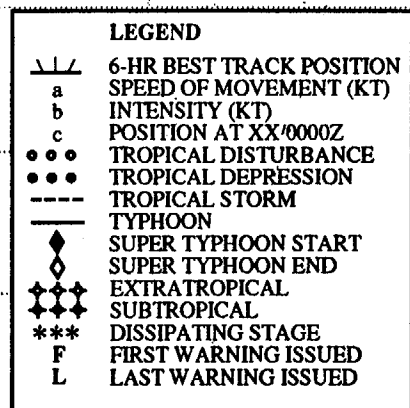 LEGEND
6-HR BEST TRACK POSITION
a SPEED OF MOVEMENT (KT)
b INTENSITY (KT)
c POSITION AT XX/0000Z
TROPICAL DISTURBANCE
TROPICAL DEPRESSION
TROPICAL STORM
TYPHOON
SUPER TYPHOON START
SUPER TYPHOON END
EXTRATROPICAL
SUBTROPICAL
*** DISSIPATING STAGE
F FIRST WARNING ISSUED
L LAST WARNING ISSUED